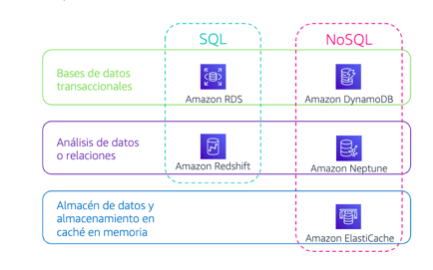 SQL
NoSQL
Bases de datos
transaccionales
Amazon RDS
Amazon DynamoDB
Análisis de datos
o relaciones
Amazon Redshift
Amazon Neptune
Almacén de datos y
almacenamiento en
caché en memoria
Amazon ElastiCache